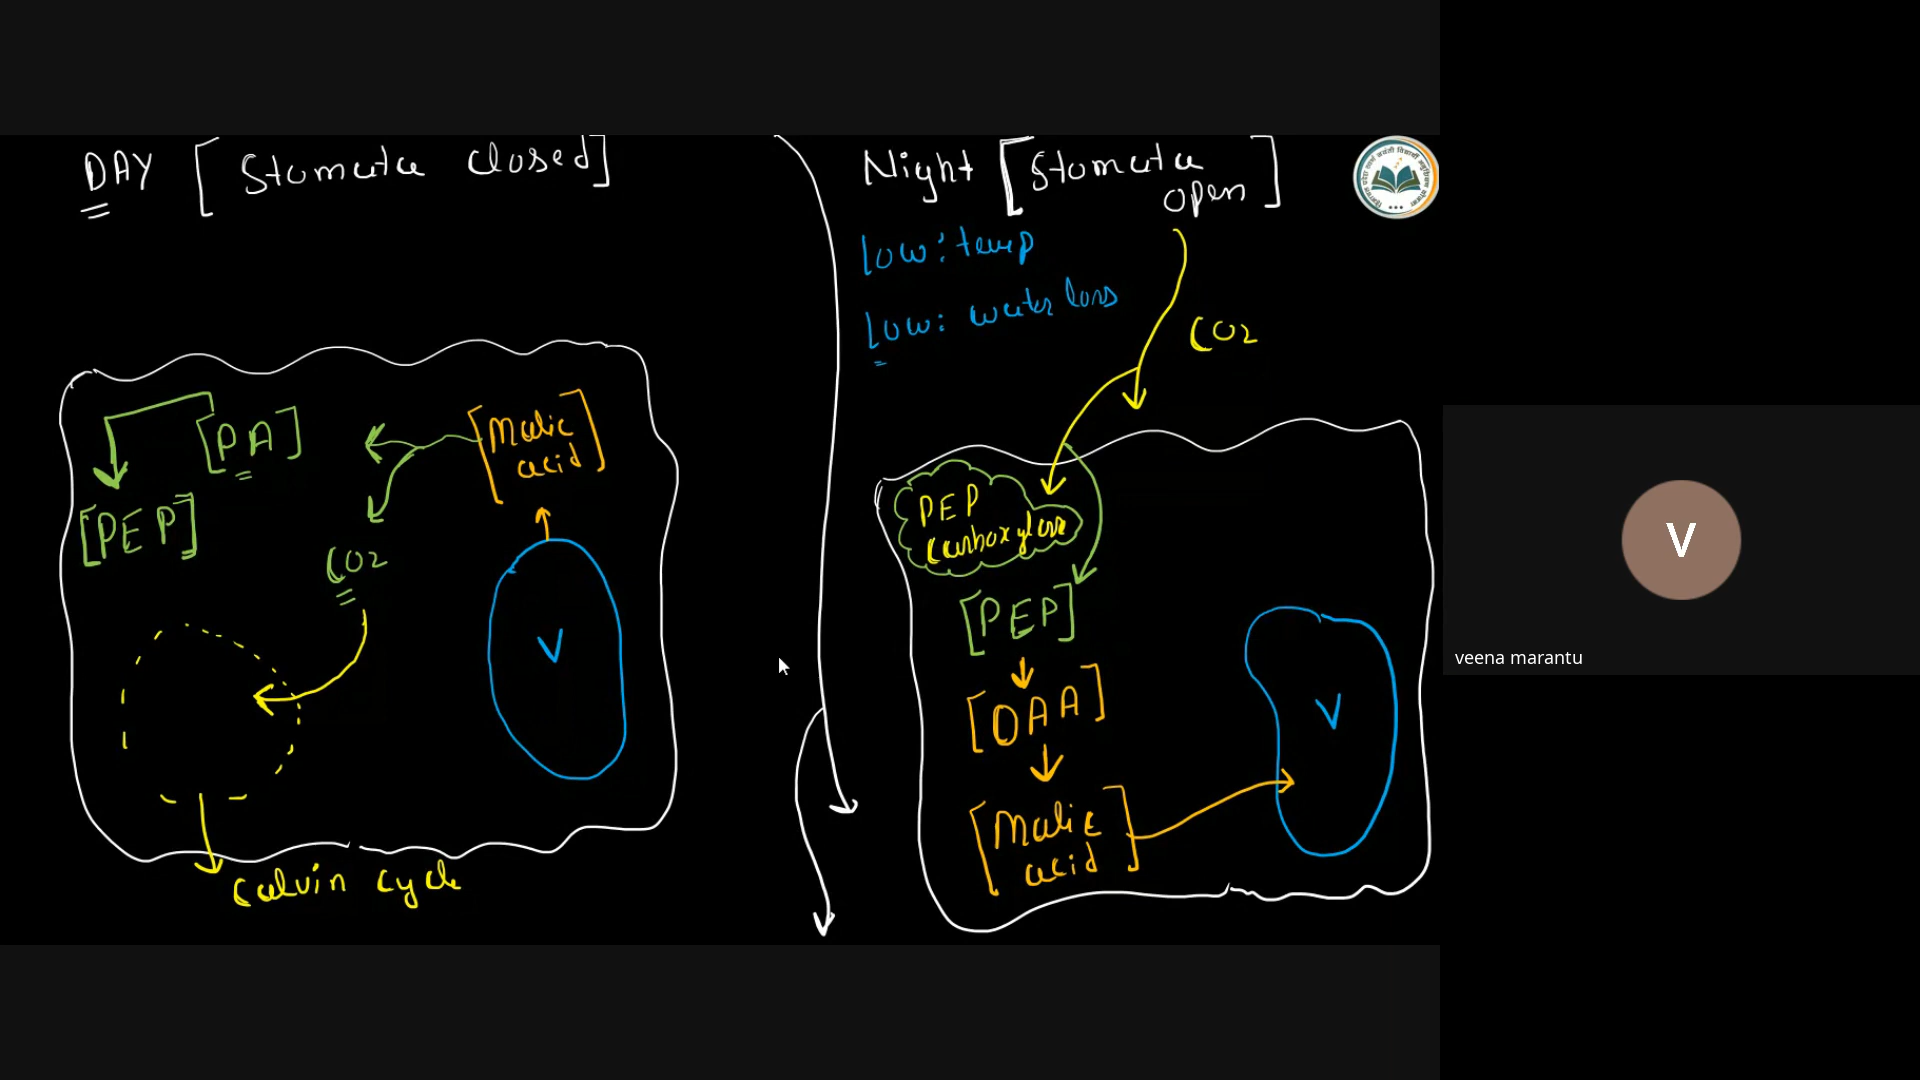 DAY [Stomata closed]
Night [Stomata open]
Low: temp
Low: water loss
CO2
[PA]
[Malic acid]
[PEP]
CO2
V
Calvin cycle
PEP
Carboxylase
[PEP]
[OAA]
[Malic acid]
V
V
veena marantu